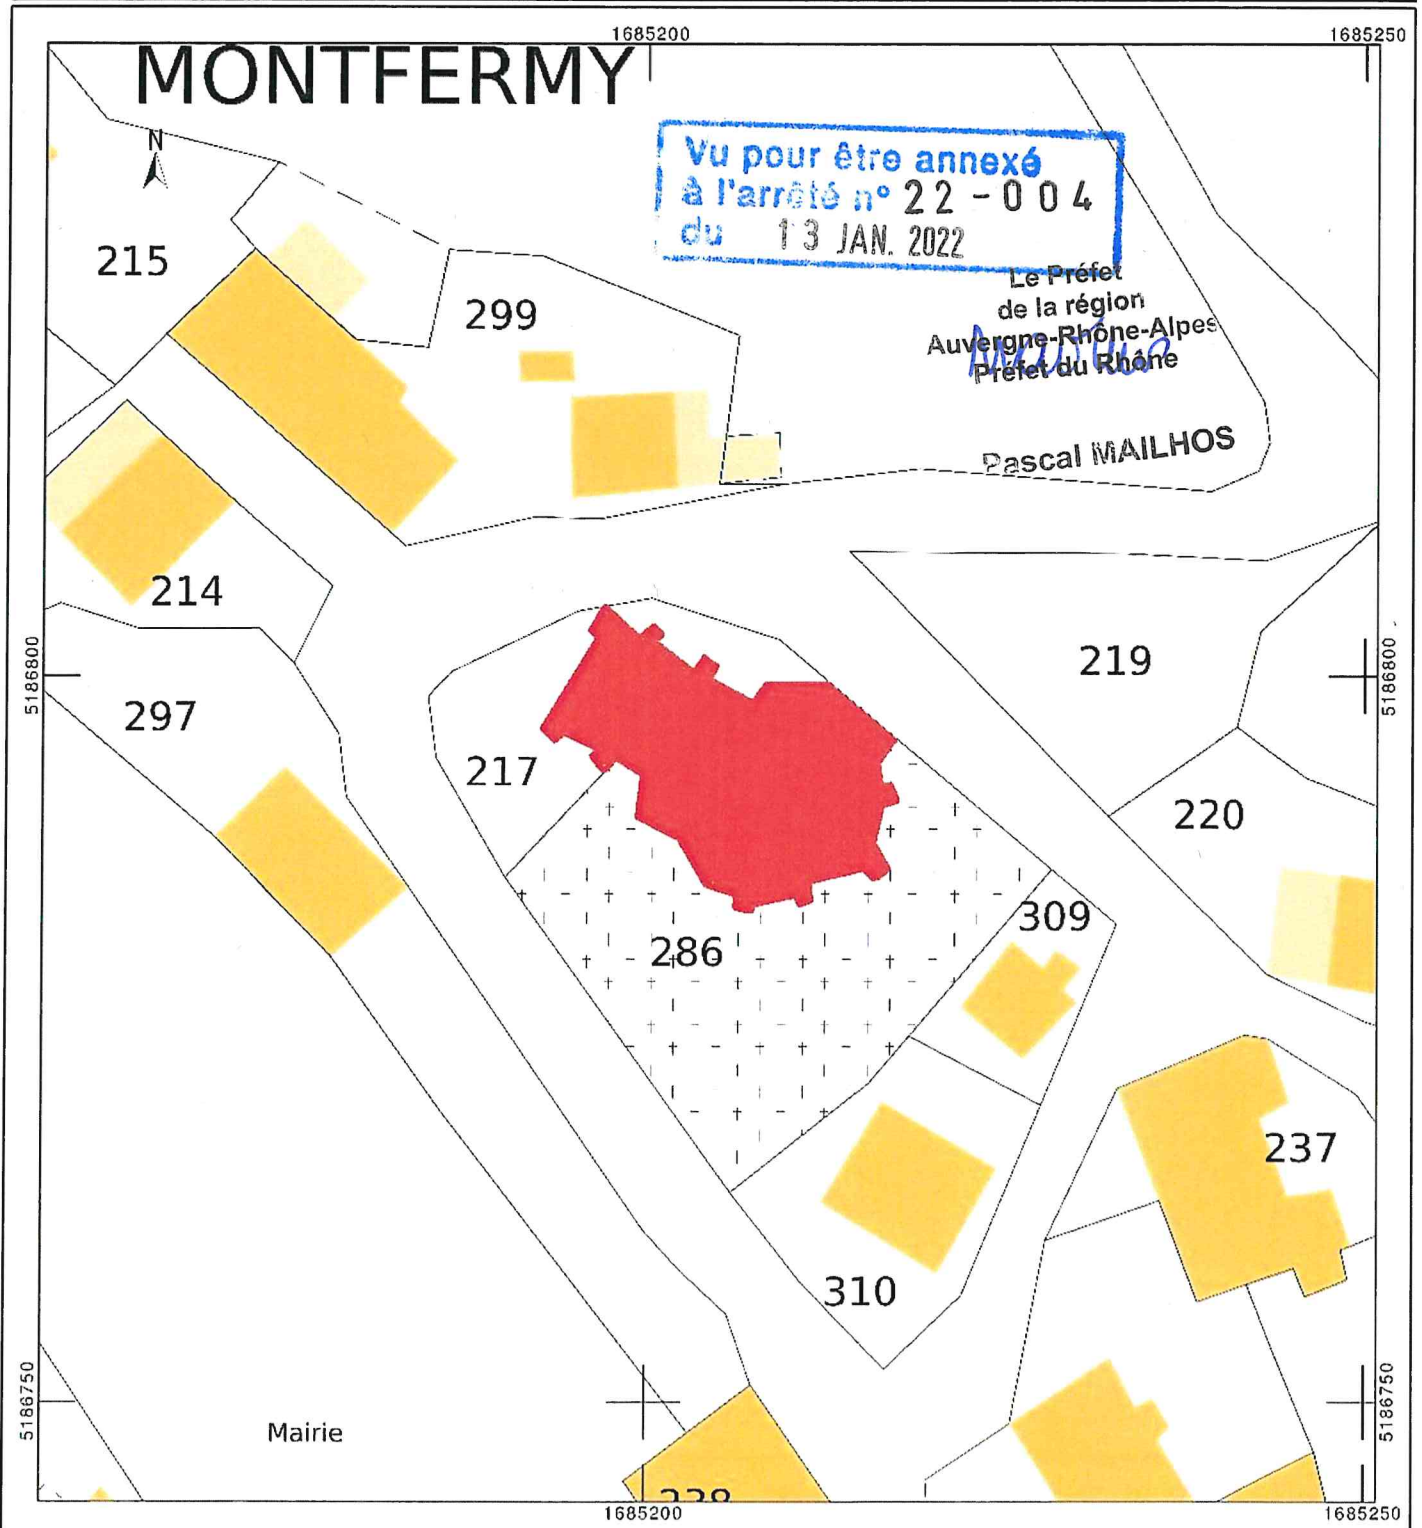 1685200
1685250
MONTFERMY
N
Vu pour être annexé
à l'arrêté n° 22-004
du 13 JAN. 2022
215
299
Le Préfet
de la région
Auvergne-Rhône-Alpes
Préfet du Rhône
Pascal MAILHOS
214
219
5186800
5186800
297
217
220
309
286
237
310
5186750
5186750
Mairie
238
1685200
1685250